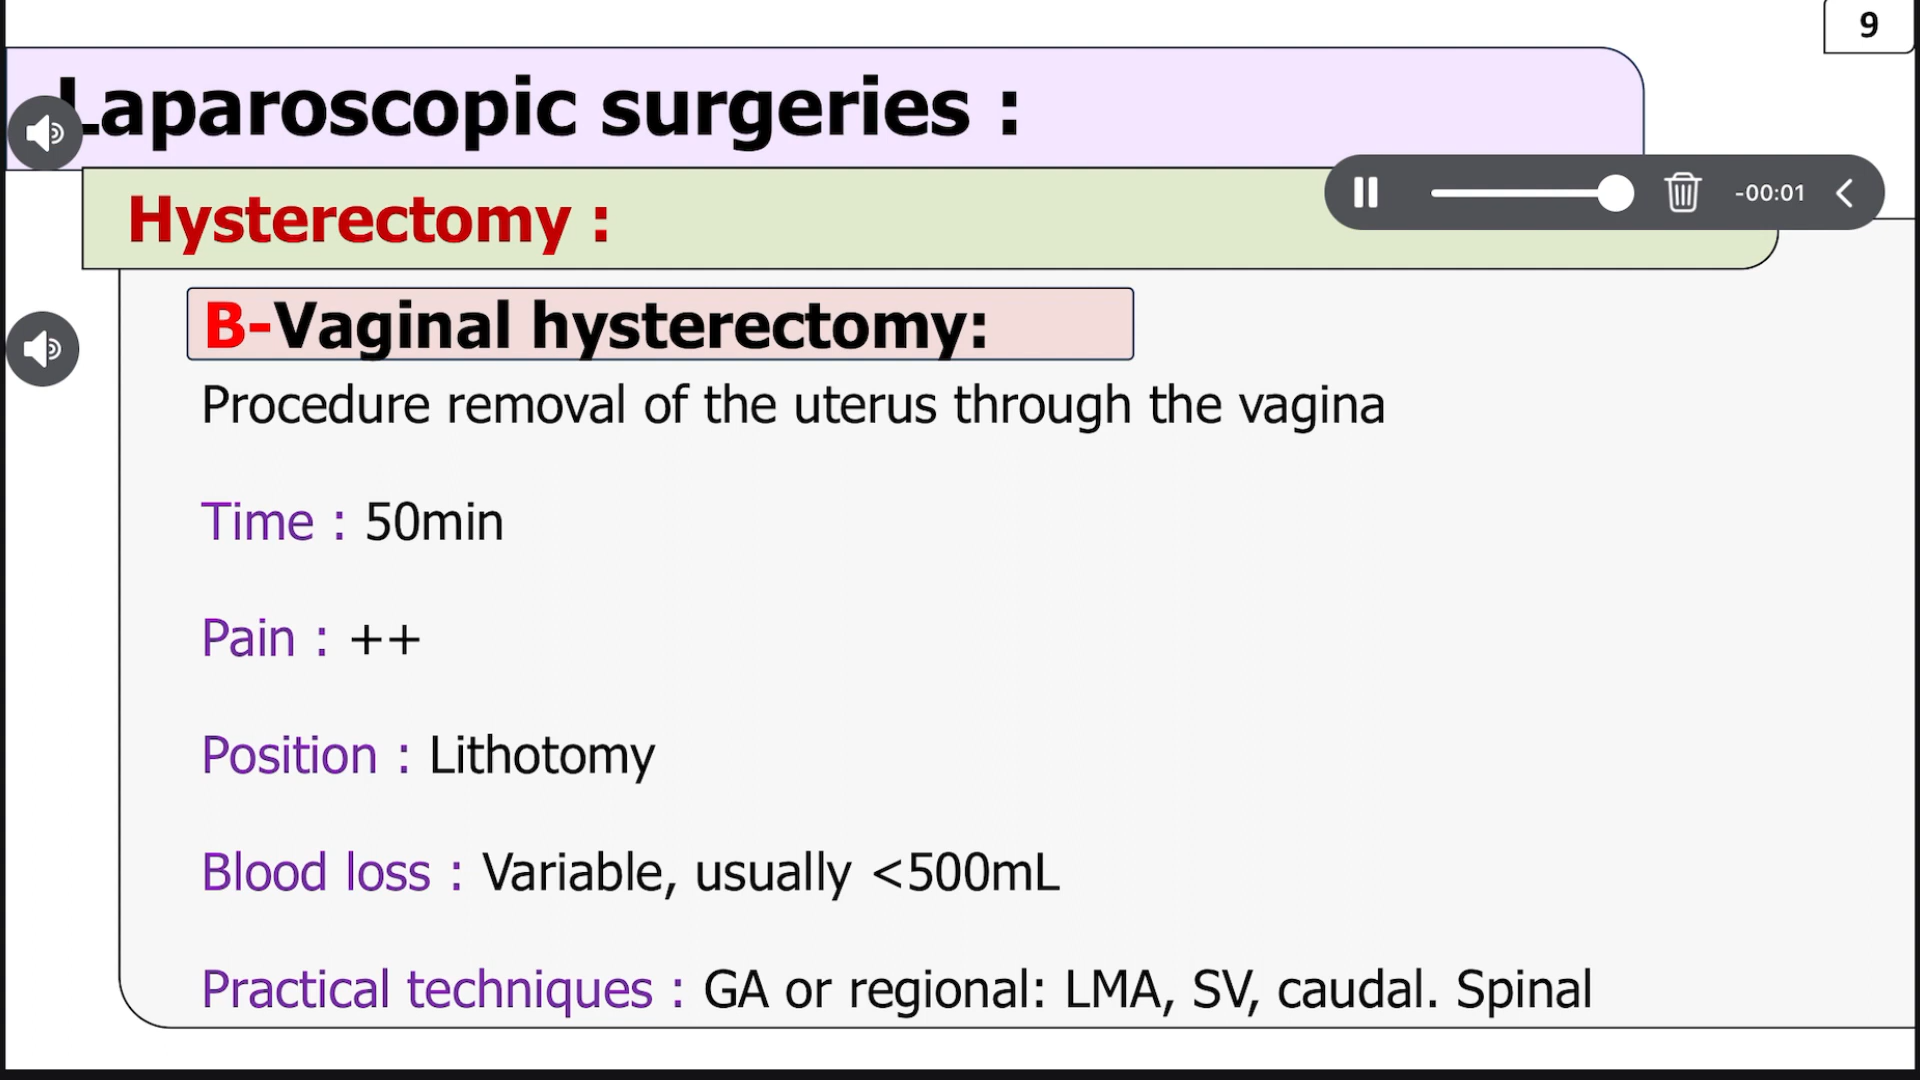 9
Laparoscopic surgeries :
-00:01
Hysterectomy :
B-Vaginal hysterectomy:
Procedure removal of the uterus through the vagina
Time : 50min
Pain : ++
Position : Lithotomy
Blood loss : Variable, usually <500mL
Practical techniques : GA or regional: LMA, SV, caudal. Spinal